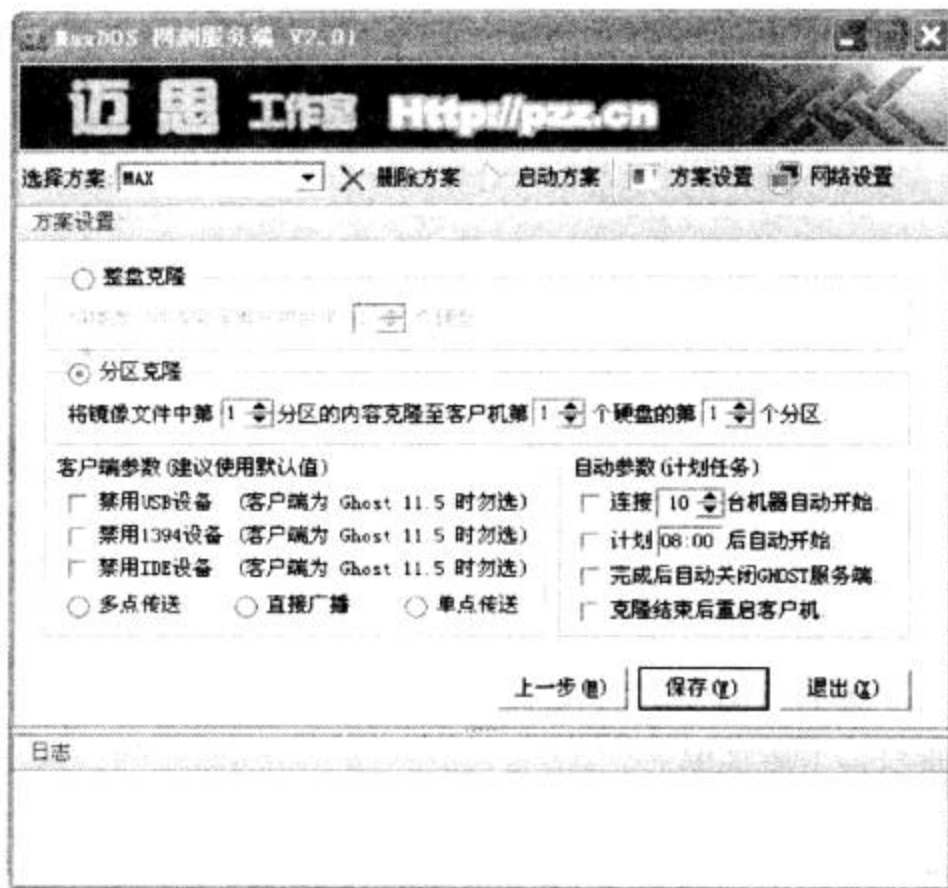 MaxDOS 网刻服务端 V2.01
迈思 工作室 Http://pzz.cn
选择方案 MAX 删除方案 启动方案 方案设置 网络设置
方案设置
整盘克隆
分区克隆
将镜像文件中第 1 分区的内容克隆至客户机第 1 个硬盘的第 1 个分区
客户端参数(建议使用默认值) 自动参数(计划任务)
禁用USB设备 (客户端为 Ghost 11.5 时勿选) 连接 10 台机器自动开始
禁用1394设备 (客户端为 Ghost 11.5 时勿选) 计划 08:00 后自动开始
禁用IDE设备 (客户端为 Ghost 11.5 时勿选) 完成后自动关闭GHOST服务端
多点传送 直接广播 单点传送 克隆结束后重启客户机
上一步 保存(Y) 退出(X)
日志